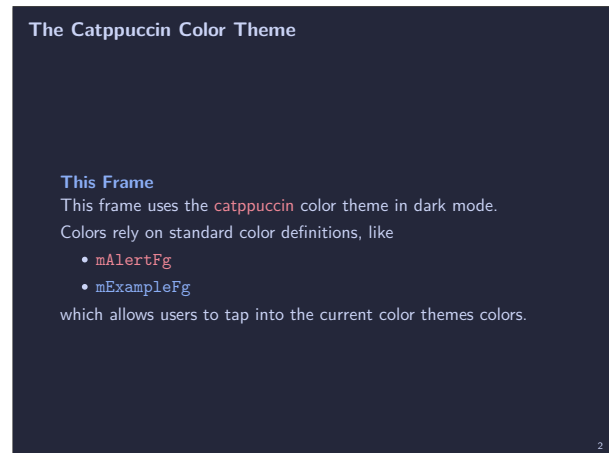 The Catppuccin Color Theme
This Frame
This frame uses the catppuccin color theme in dark mode.
Colors rely on standard color definitions, like
• mAlertFg
• mExampleFg
which allows users to tap into the current color themes colors.
2